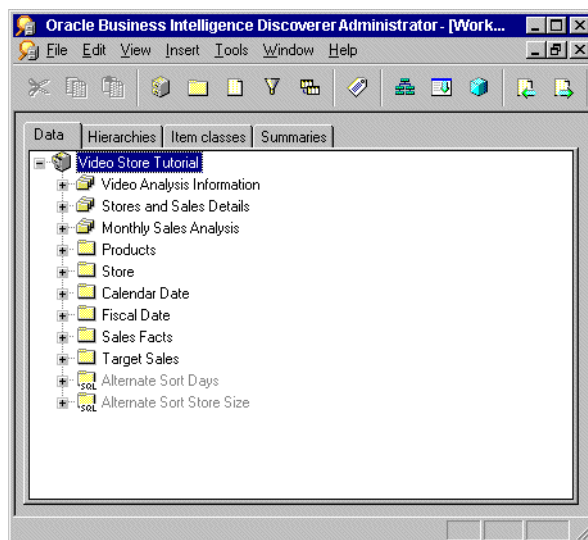 Oracle Business Intelligence Discoverer Administrator - [Work...
File Edit View Insert Tools Window Help
Data Hierarchies Item classes Summaries
Video Store Tutorial
Video Analysis Information
Stores and Sales Details
Monthly Sales Analysis
Products
Store
Calendar Date
Fiscal Date
Sales Facts
Target Sales
SQL Alternate Sort Days
SQL Alternate Sort Store Size